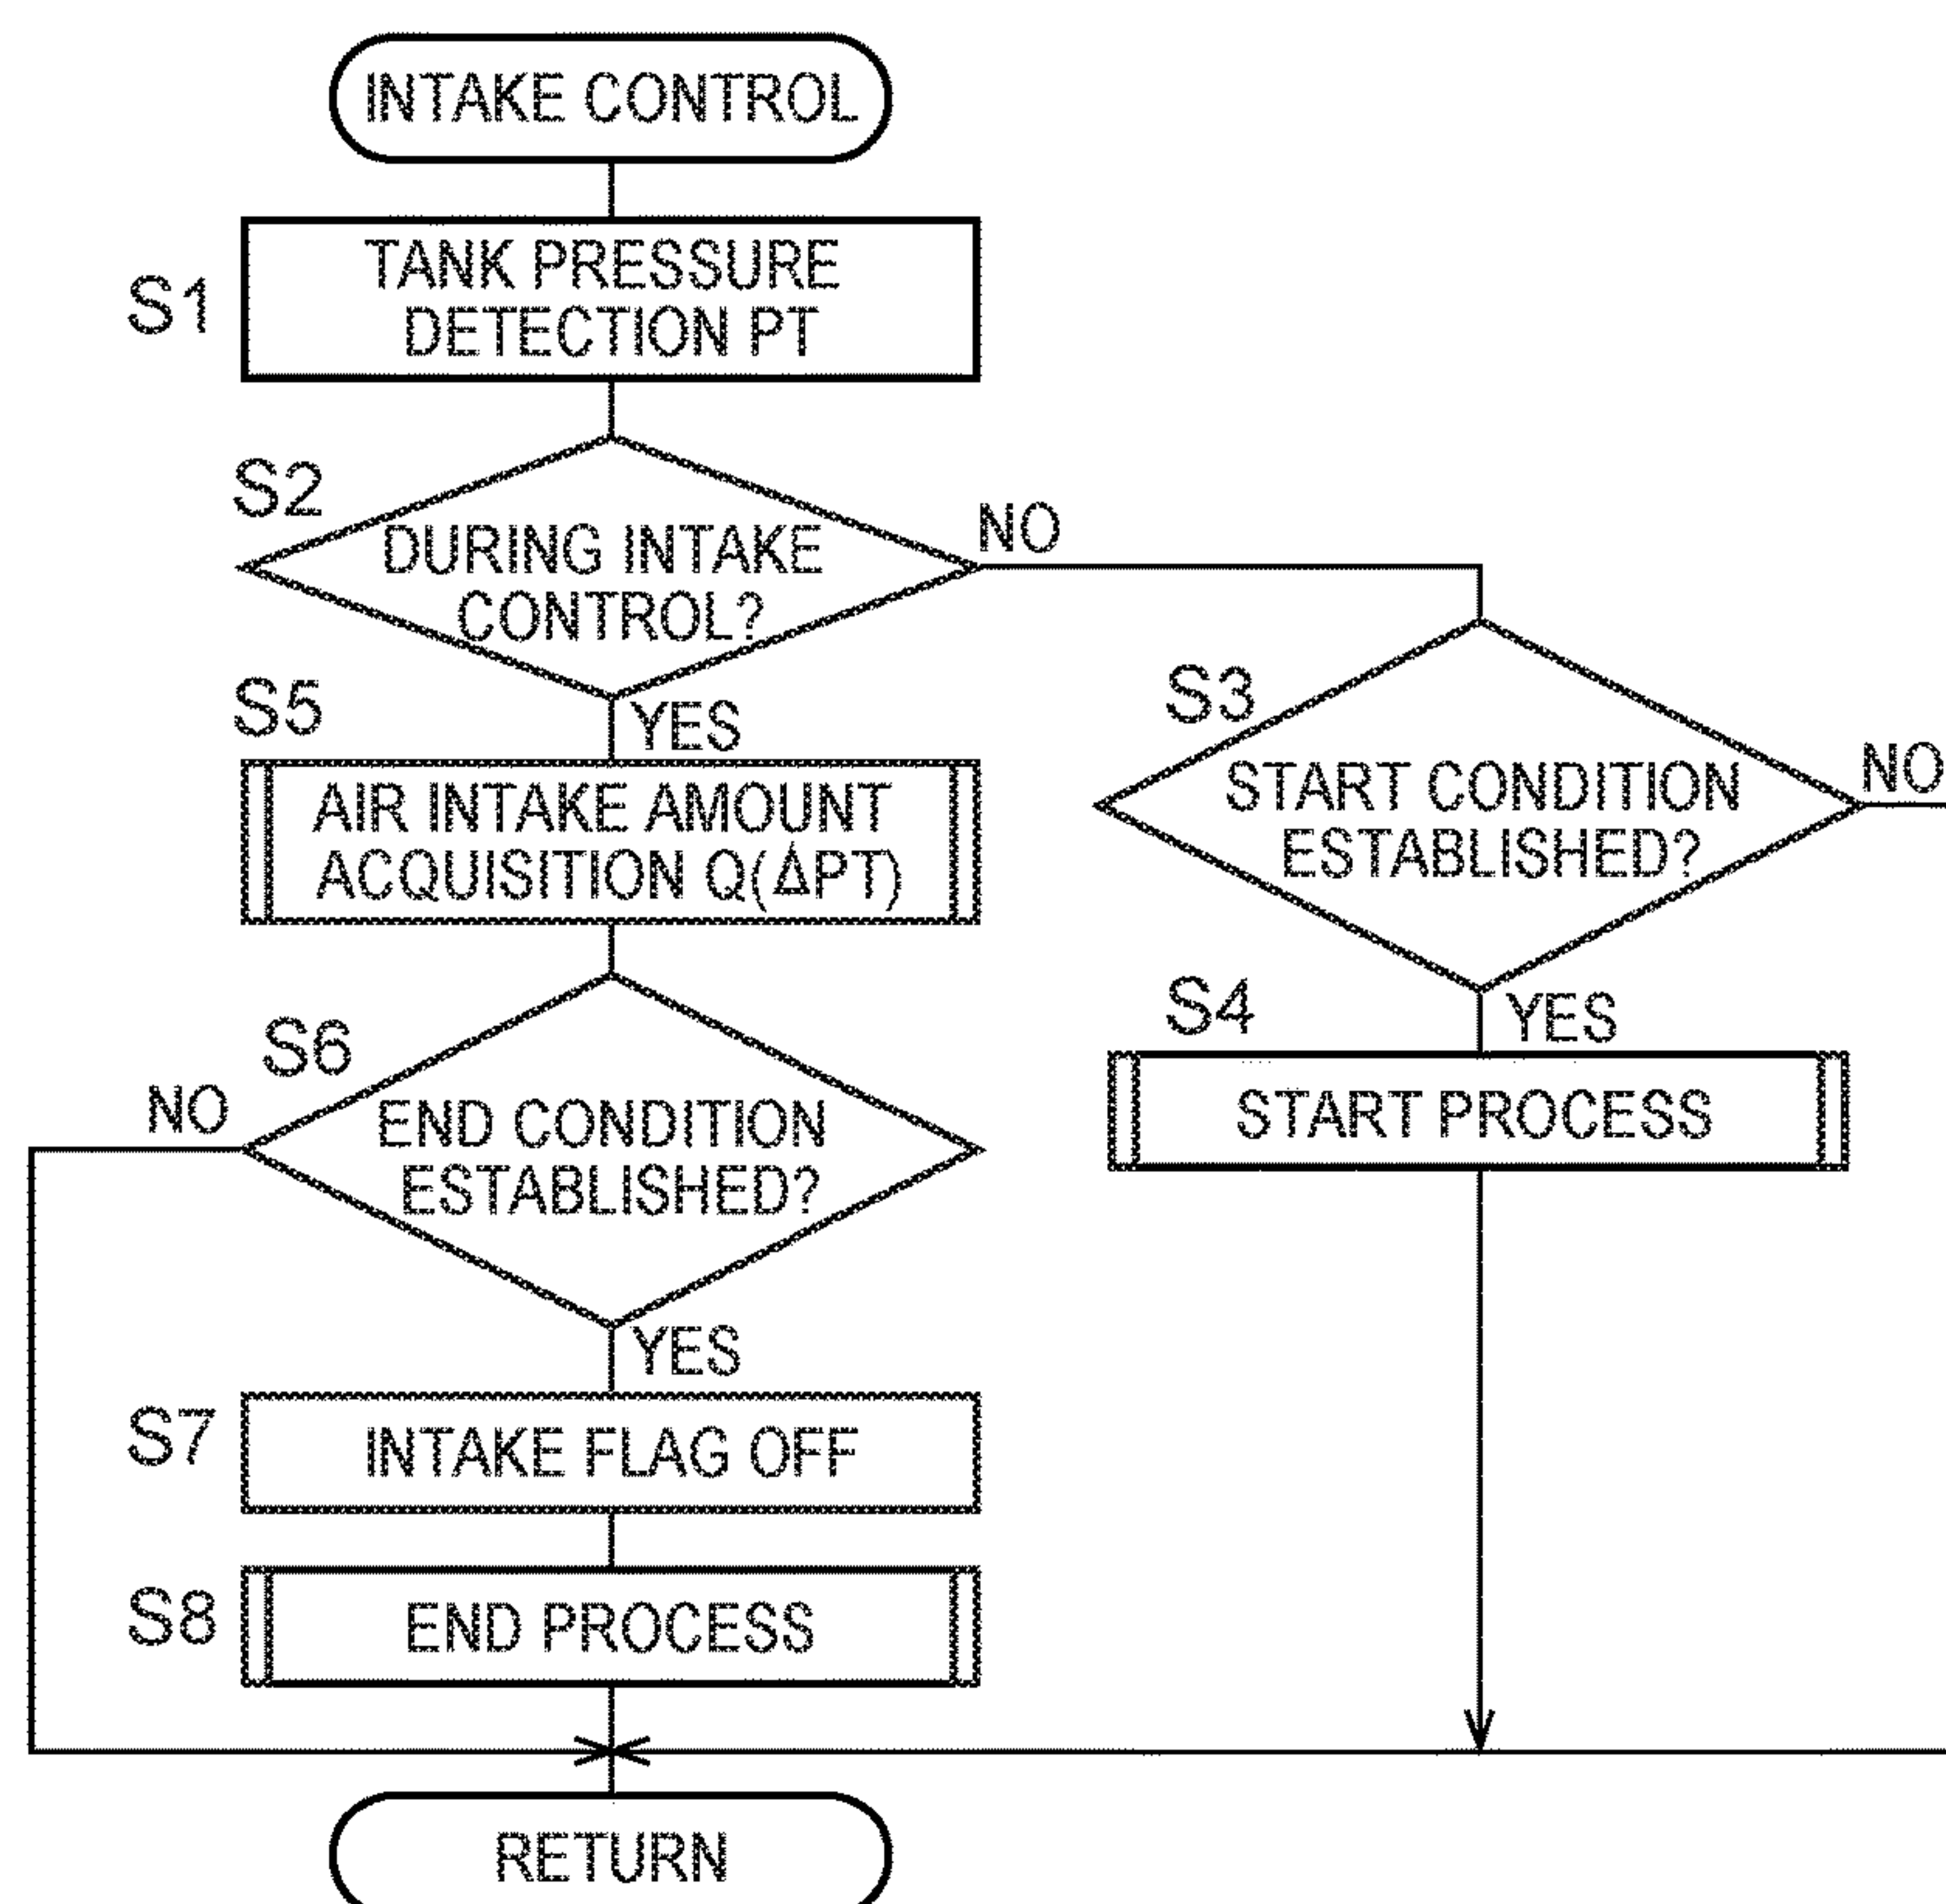 INTAKE CONTROL
S1
TANK PRESSURE
DETECTION PT
S2
DURING INTAKE
CONTROL?
NO
YES
S3
START CONDITION
ESTABLISHED?
NO
YES
S4
START PROCESS
S5
AIR INTAKE AMOUNT
ACQUISITION Q(ΔPT)
S6
END CONDITION
ESTABLISHED?
NO
YES
S7
INTAKE FLAG OFF
S8
END PROCESS
RETURN